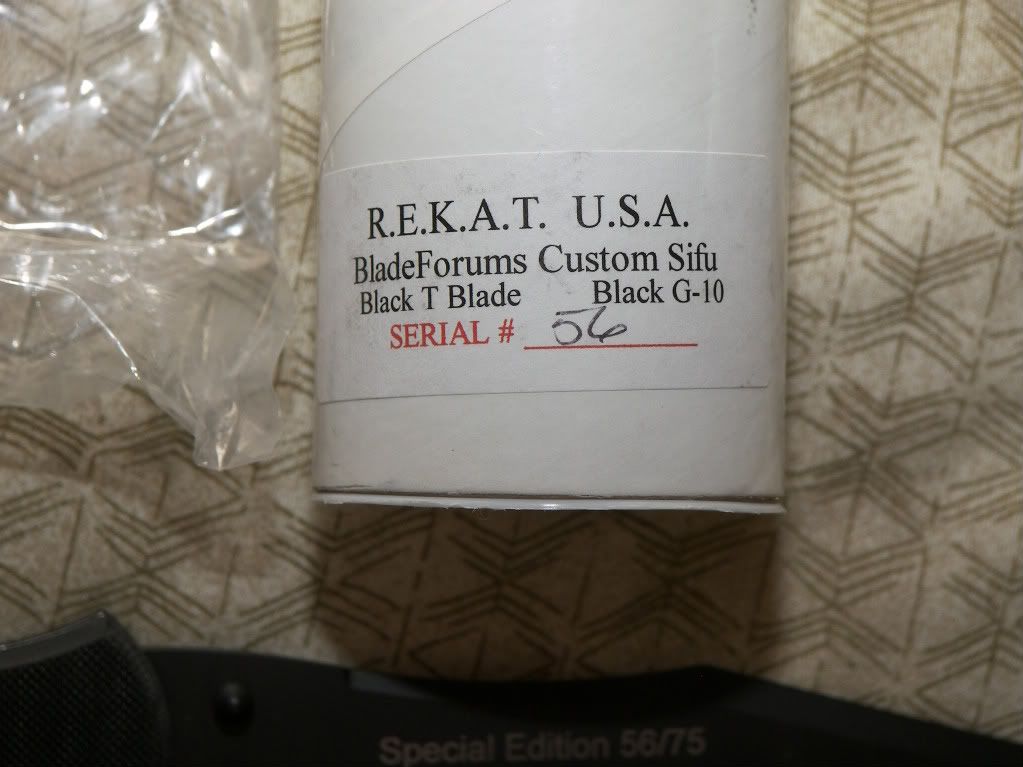 R.E.K.A.T. U.S.A.
BladeForums Custom Sifu
Black T Blade Black G-10
SERIAL # 56
Special Edition 56/75